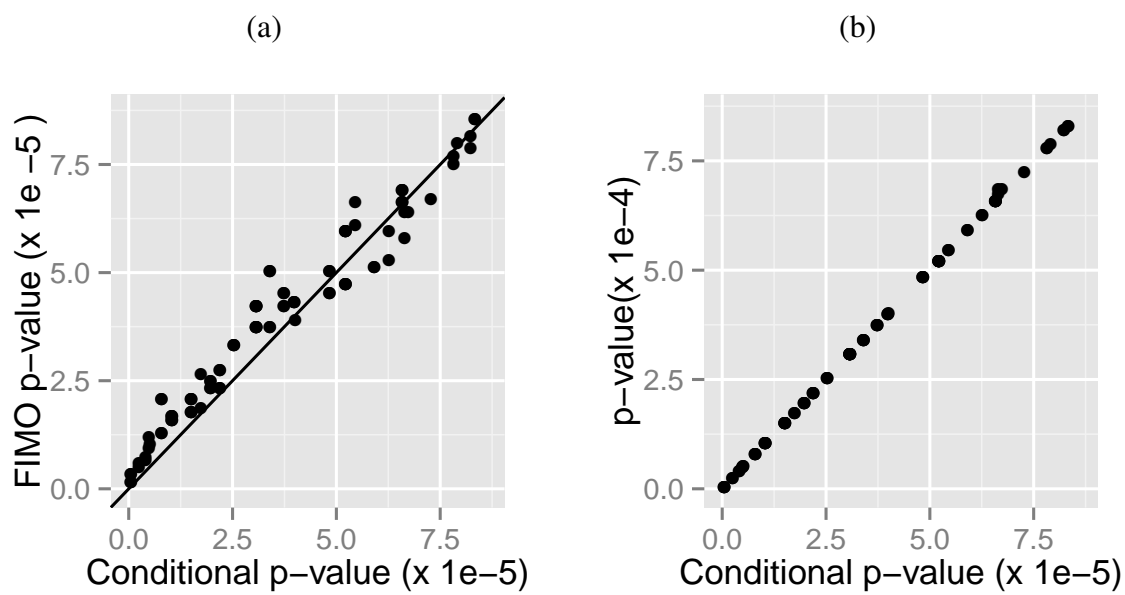 (a)
(b)
FIMO p−value (x 1e −5 )
7.5
5.0
2.5
0.0
0.0 2.5 5.0 7.5
Conditional p−value (x 1e−5)
p−value(x 1e−4)
7.5
5.0
2.5
0.0
0.0 2.5 5.0 7.5
Conditional p−value (x 1e−5)